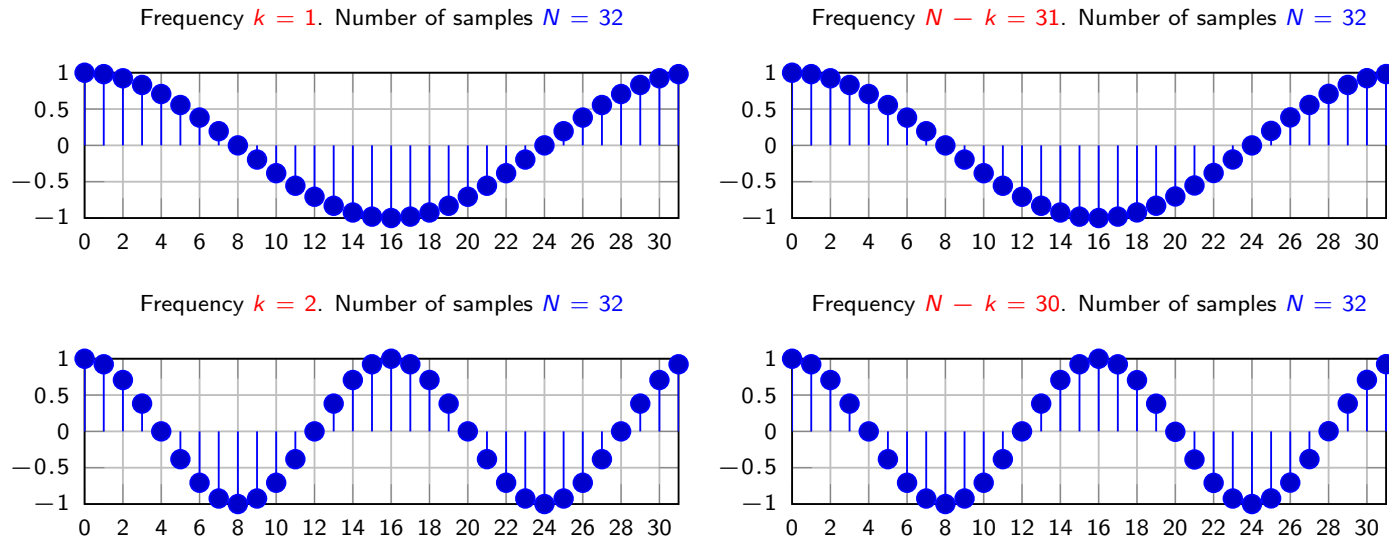 Frequency k = 1. Number of samples N = 32
1
0.5
0
−0.5
−1
0 2 4 6 8 10 12 14 16 18 20 22 24 26 28 30
Frequency N − k = 31. Number of samples N = 32
1
0.5
0
−0.5
−1
0 2 4 6 8 10 12 14 16 18 20 22 24 26 28 30
Frequency k = 2. Number of samples N = 32
1
0.5
0
−0.5
−1
0 2 4 6 8 10 12 14 16 18 20 22 24 26 28 30
Frequency N − k = 30. Number of samples N = 32
1
0.5
0
−0.5
−1
0 2 4 6 8 10 12 14 16 18 20 22 24 26 28 30